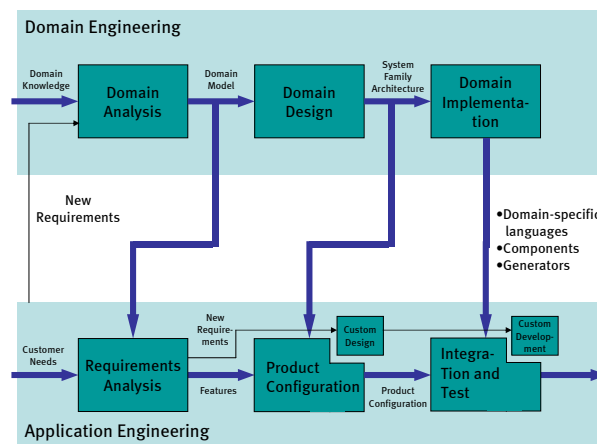 Domain Engineering
Domain
Knowledge
Domain
Analysis
Domain
Model
Domain
Design
System
Family
Architecture
Domain
Implementa-
tion
New
Requirements
•Domain-specific
languages
•Components
•Generators
Customer
Needs
Requirements
Analysis
New
Require-
ments
Features
Product
Configuration
Custom
Design
Product
Configuration
Integra-
Tion and
Test
Custom
Develop-
ment
Application Engineering